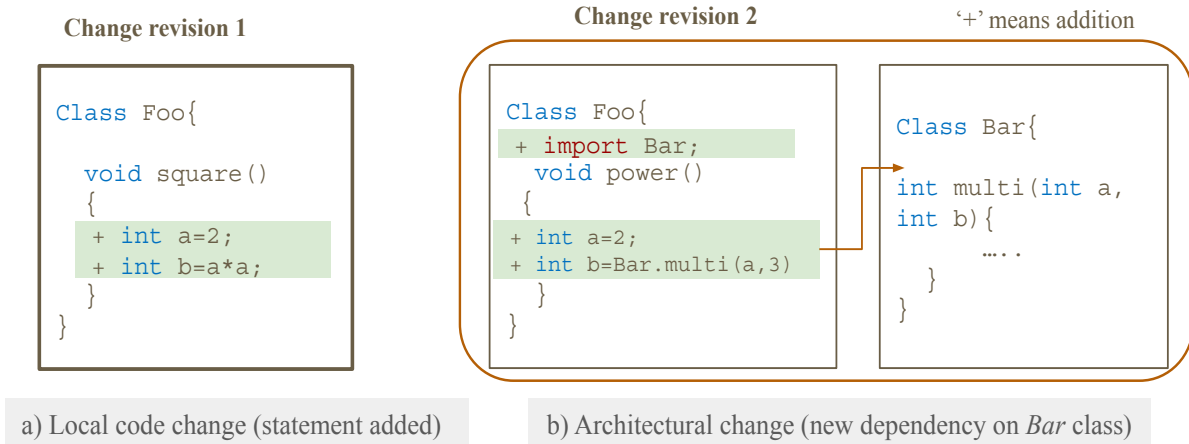 Change revision 1
Class Foo{
void square()
{
+ int a=2;
+ int b=a*a;
}
}
a) Local code change (statement added)
Change revision 2
‘+’ means addition
Class Foo{
+ import Bar;
void power()
{
+ int a=2;
+ int b=Bar.multi(a,3)
}
}
Class Bar{
int multi(int a,
int b){
…..
}
}
b) Architectural change (new dependency on Bar class)